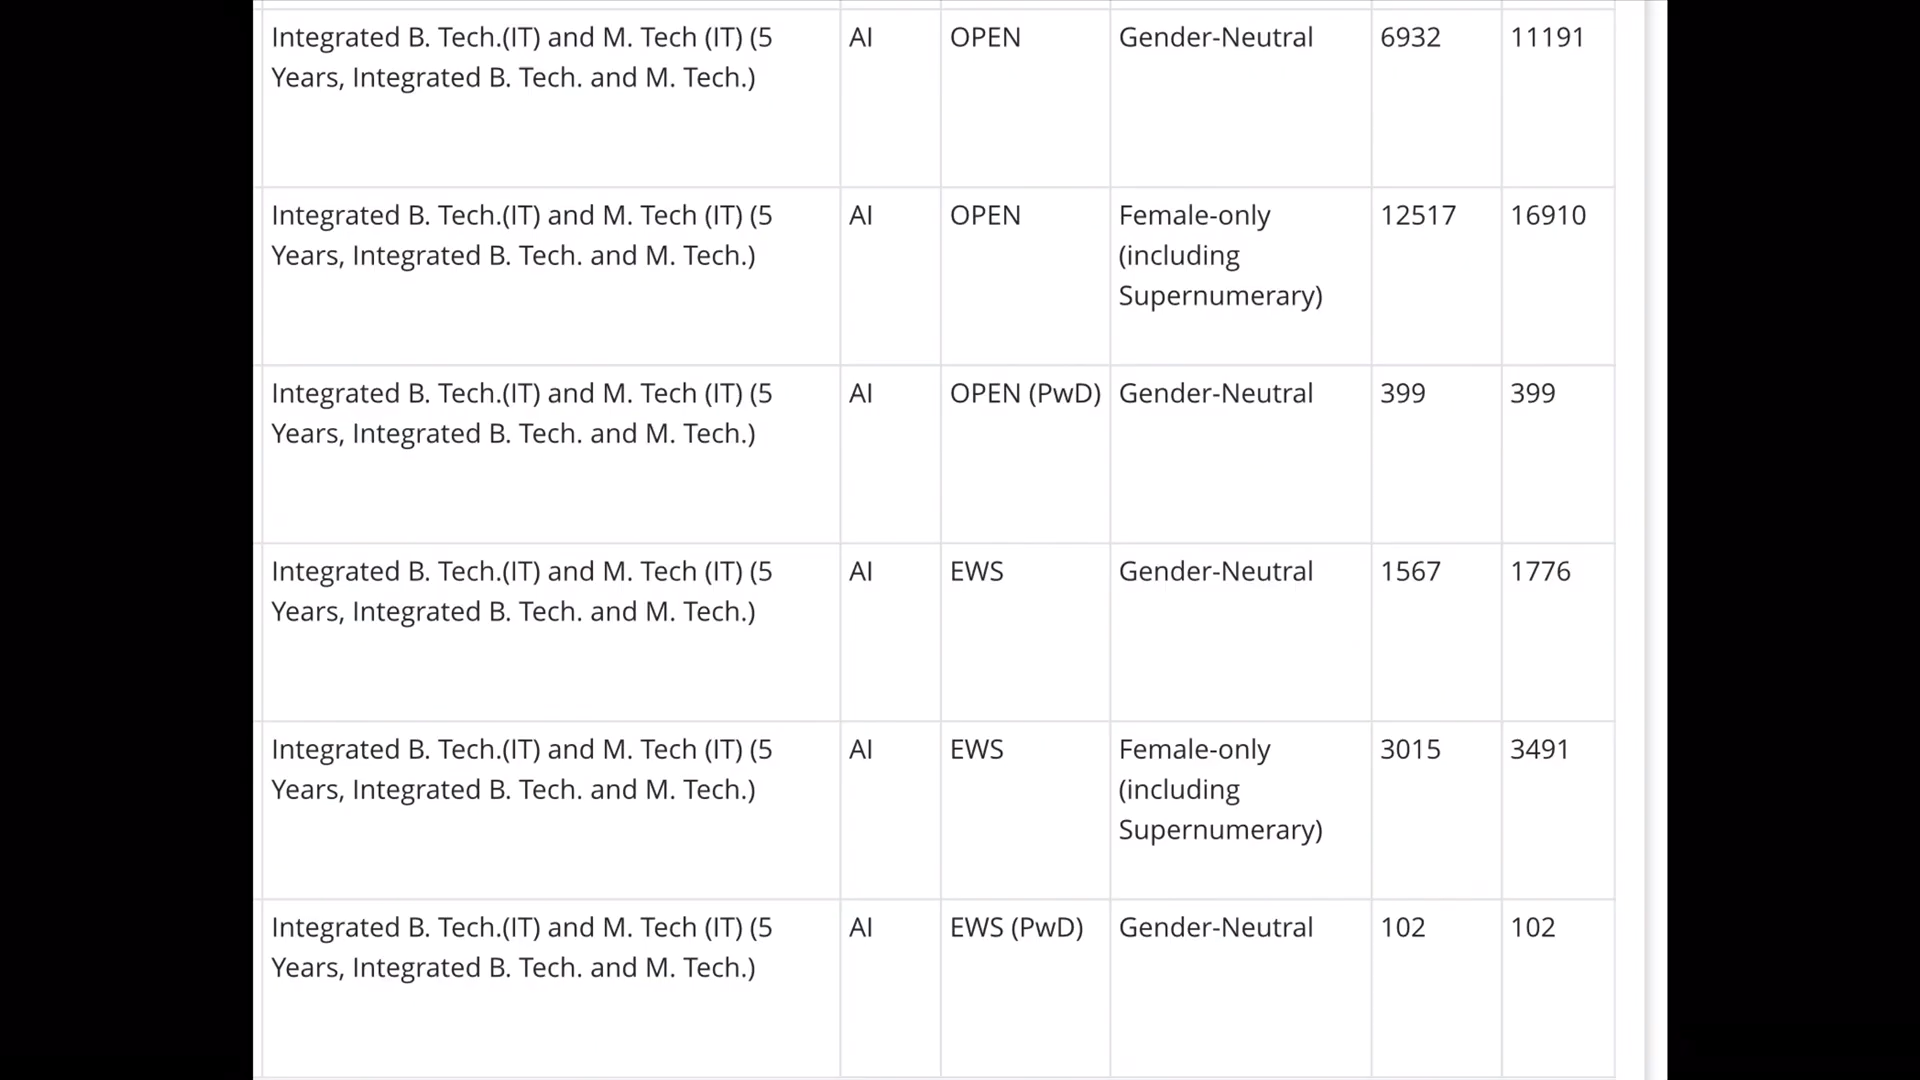 Integrated B. Tech.(IT) and M. Tech (IT) (5 AI OPEN Gender-Neutral 6932 11191
Years, Integrated B. Tech. and M. Tech.)
Integrated B. Tech.(IT) and M. Tech (IT) (5 AI OPEN Female-only 12517 16910
Years, Integrated B. Tech. and M. Tech.) (including
Supernumerary)
Integrated B. Tech.(IT) and M. Tech (IT) (5 AI OPEN (PwD) Gender-Neutral 399 399
Years, Integrated B. Tech. and M. Tech.)
Integrated B. Tech.(IT) and M. Tech (IT) (5 AI EWS Gender-Neutral 1567 1776
Years, Integrated B. Tech. and M. Tech.)
Integrated B. Tech.(IT) and M. Tech (IT) (5 AI EWS Female-only 3015 3491
Years, Integrated B. Tech. and M. Tech.) (including
Supernumerary)
Integrated B. Tech.(IT) and M. Tech (IT) (5 AI EWS (PwD) Gender-Neutral 102 102
Years, Integrated B. Tech. and M. Tech.)